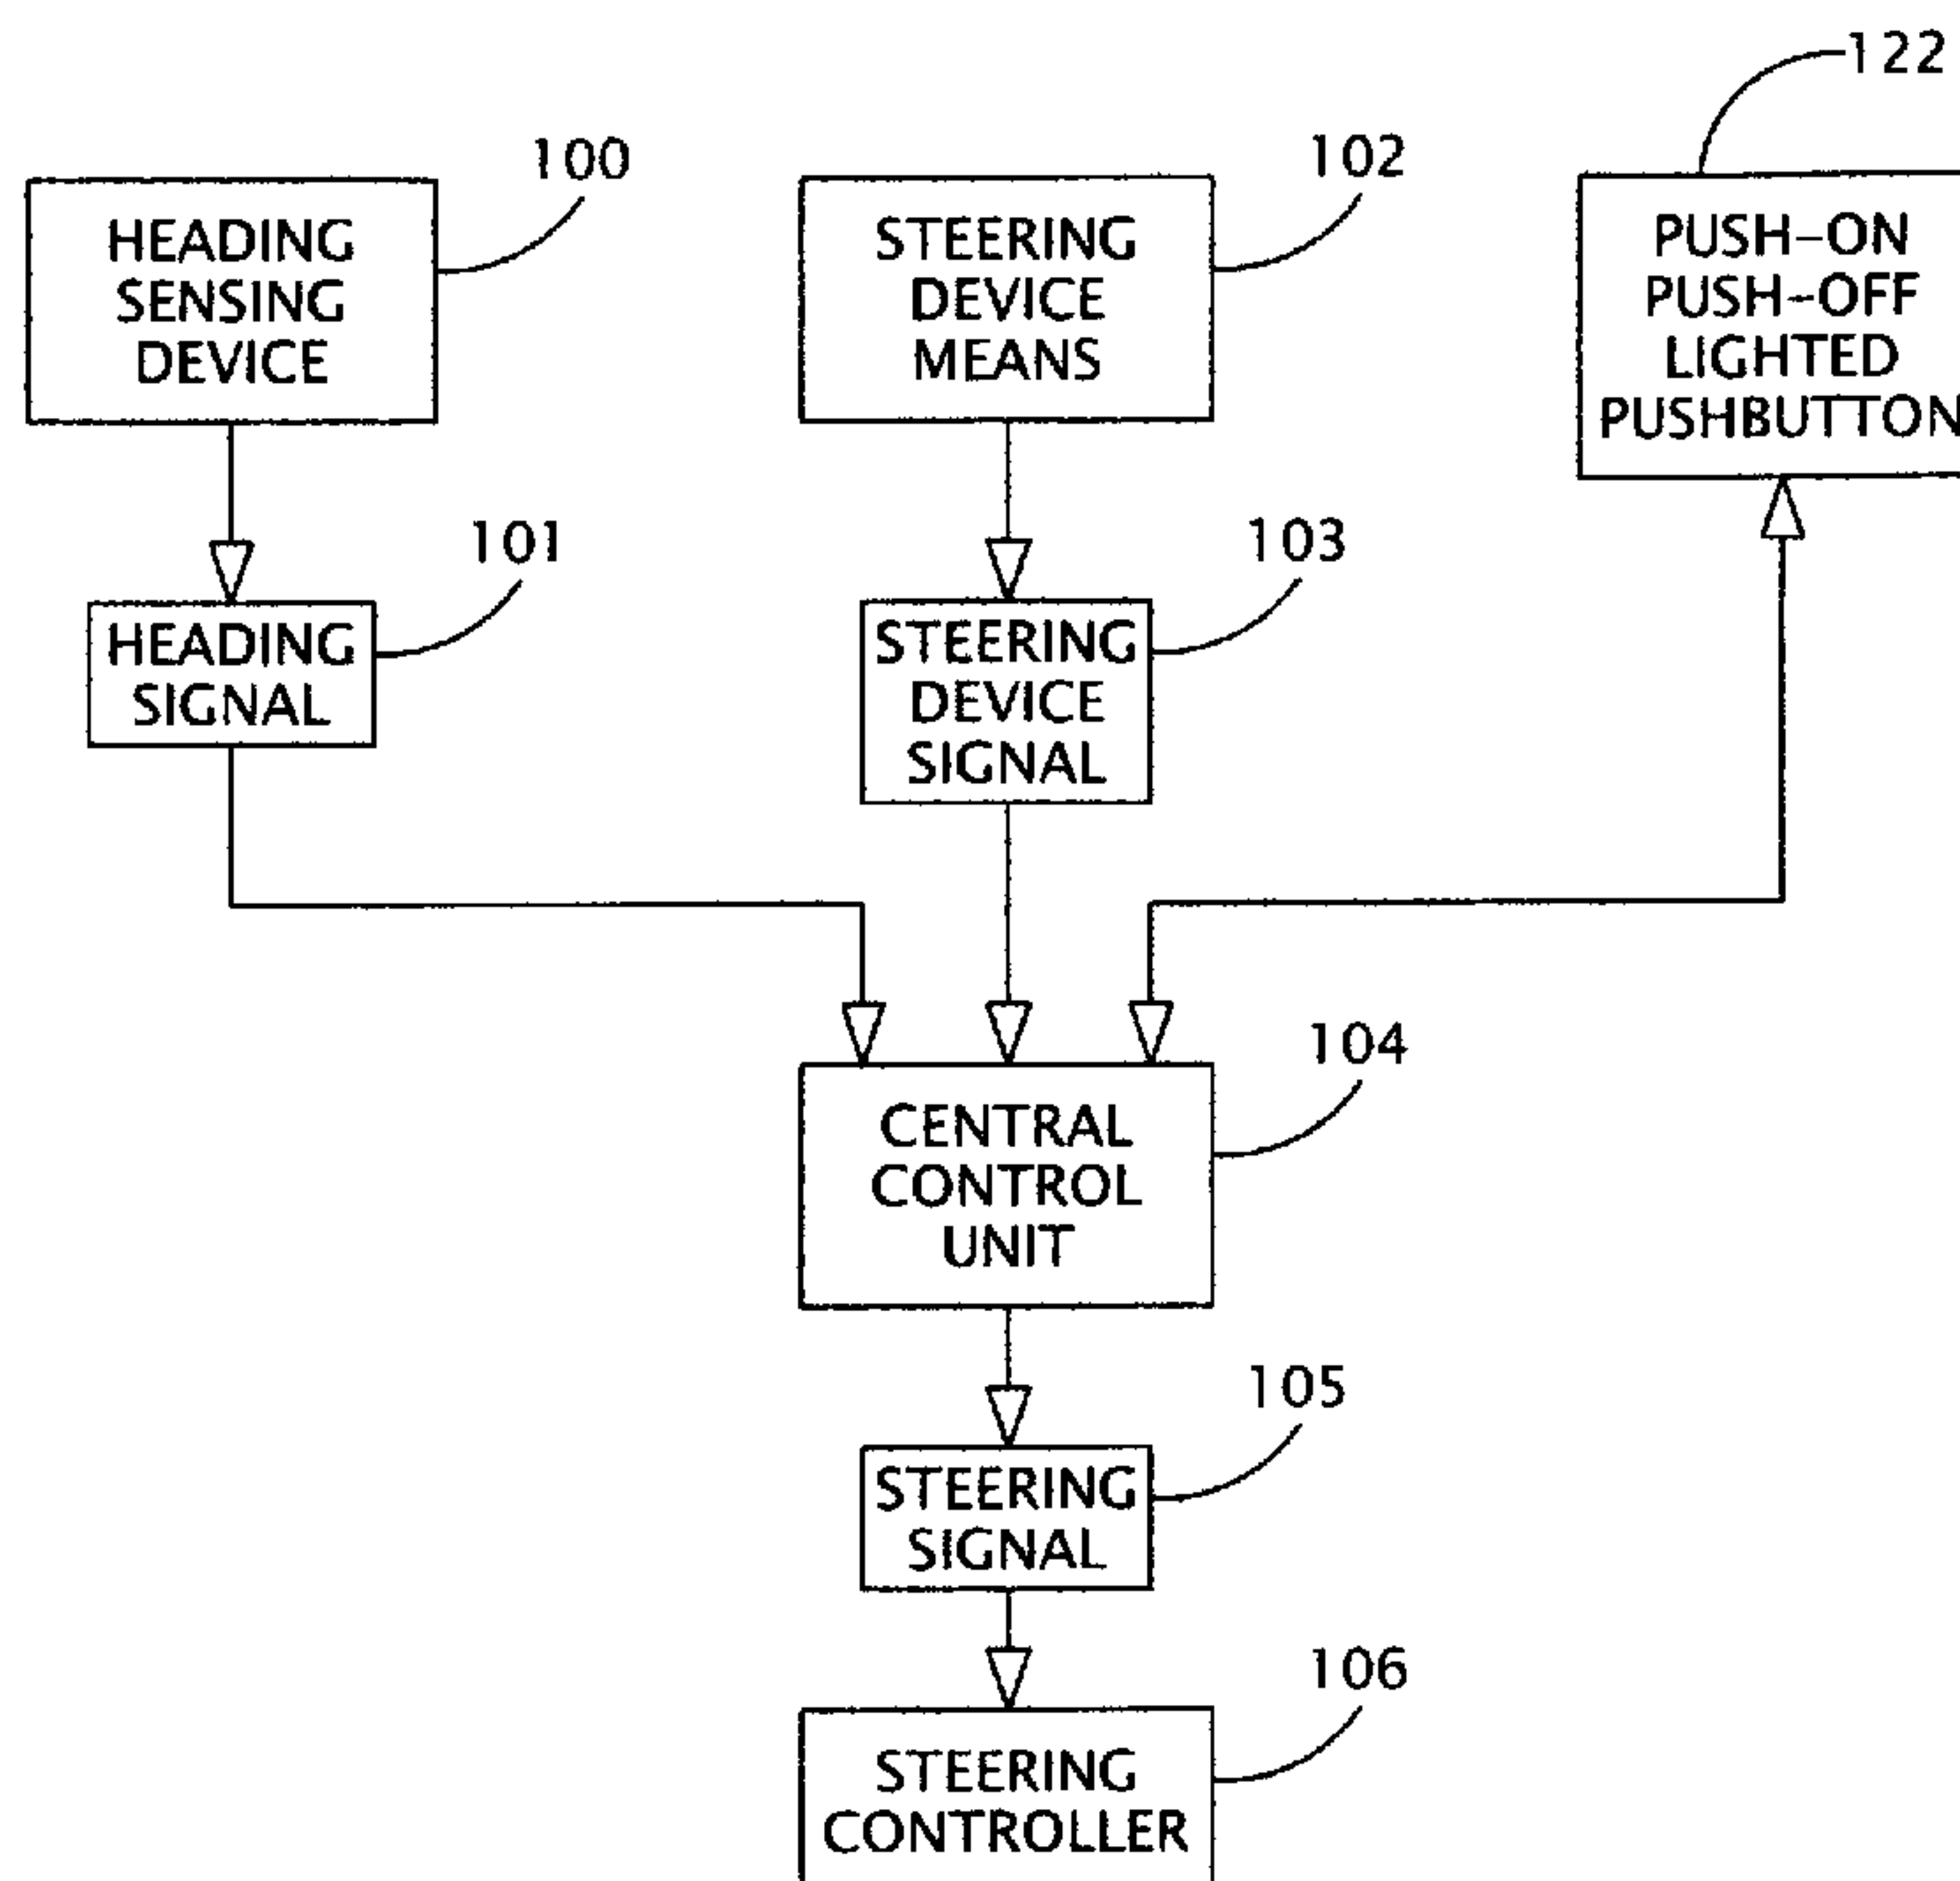 122
100
102
HEADING
SENSING
DEVICE
STEERING
DEVICE
MEANS
PUSH-ON
PUSH-OFF
LIGHTED
PUSHBUTTON
101
103
HEADING
SIGNAL
STEERING
DEVICE
SIGNAL
104
CENTRAL
CONTROL
UNIT
105
STEERING
SIGNAL
106
STEERING
CONTROLLER